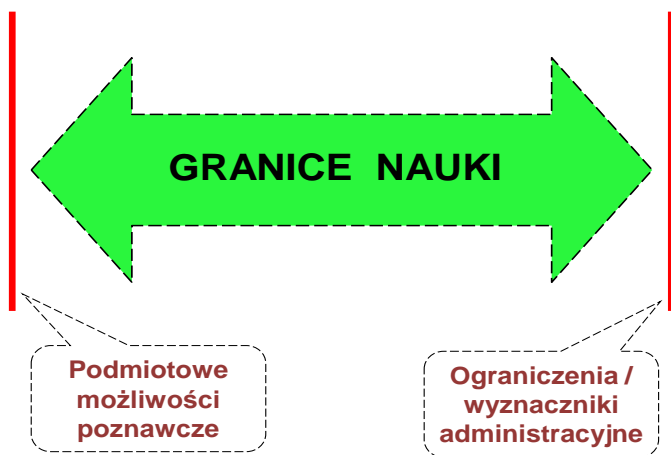 GRANICE NAUKI
Podmiotowe
możliwości
poznawcze
Ograniczenia /
wyznaczniki
administracyjne